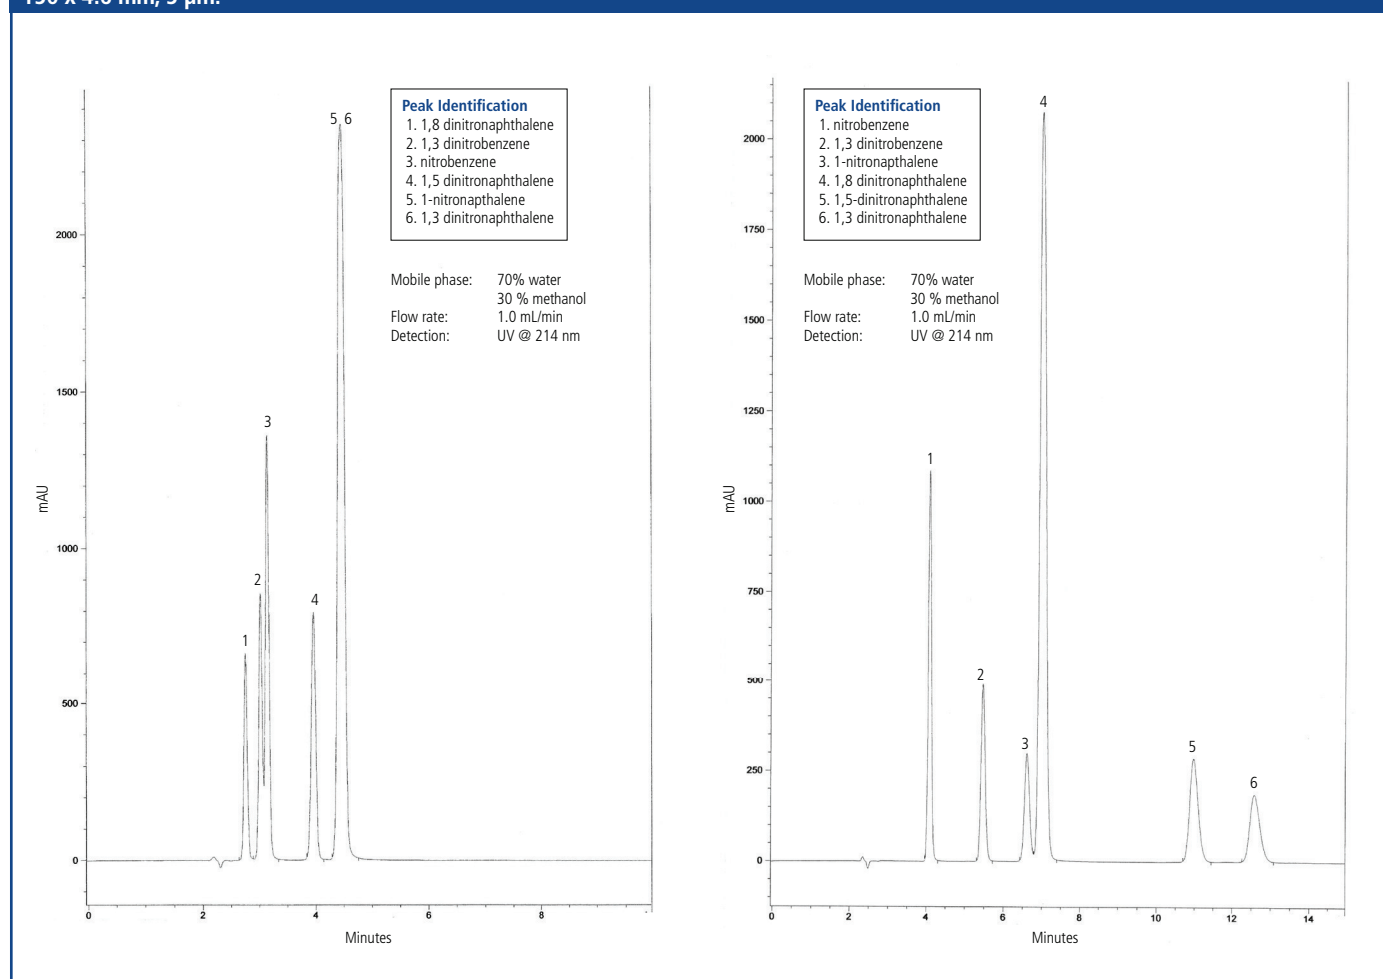 150 x 4.6 mm, 5 µm.
5 6
Peak Identification
1. 1,8 dinitronaphthalene
2. 1,3 dinitrobenzene
3. nitrobenzene
4. 1,5 dinitronaphthalene
5. 1-nitronapthalene
6. 1,3 dinitronaphthalene
Mobile phase: 70% water
30 % methanol
Flow rate: 1.0 mL/min
Detection: UV @ 214 nm
2000
1500
3
mAU
1000
2
4
1
500
0
0 2 4 6 8
Minutes
4
Peak Identification
1. nitrobenzene
2. 1,3 dinitrobenzene
3. 1-nitronapthalene
4. 1,8 dinitronaphthalene
5. 1,5-dinitronaphthalene
6. 1,3 dinitronaphthalene
Mobile phase: 70% water
30 % methanol
Flow rate: 1.0 mL/min
Detection: UV @ 214 nm
2000
1750
1500
1250
1
mAU
1000
750
2
500
3
5
250
6
0
0 2 4 6 8 10 12 14
Minutes